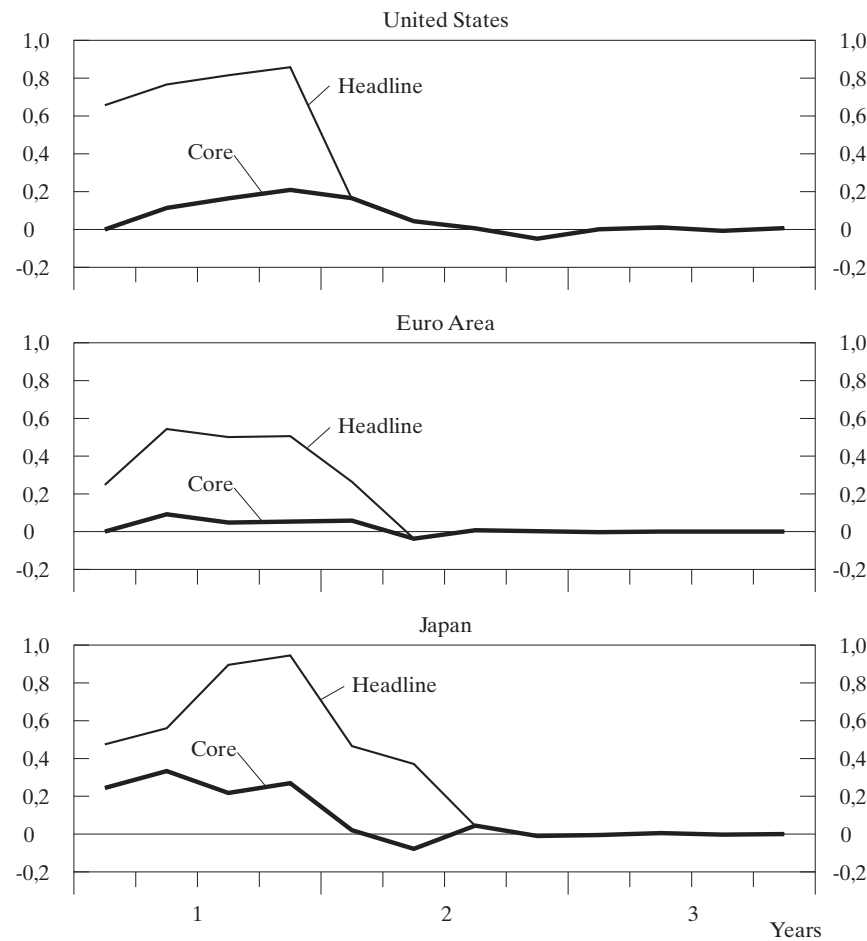 United States
1,0 1,0
0,8 0,8
Headline
0,6 0,6
Core
0,4 0,4
0,2 0,2
0 0
-0,2 -0,2
Euro Area
1,0 1,0
0,8 0,8
0,6 0,6
Headline
0,4 0,4
Core
0,2 0,2
0 0
-0,2 -0,2
Japan
1,0 1,0
0,8 0,8
Headline
0,6 0,6
Core
0,4 0,4
0,2 0,2
0 0
-0,2 -0,2
1 2 3
Years